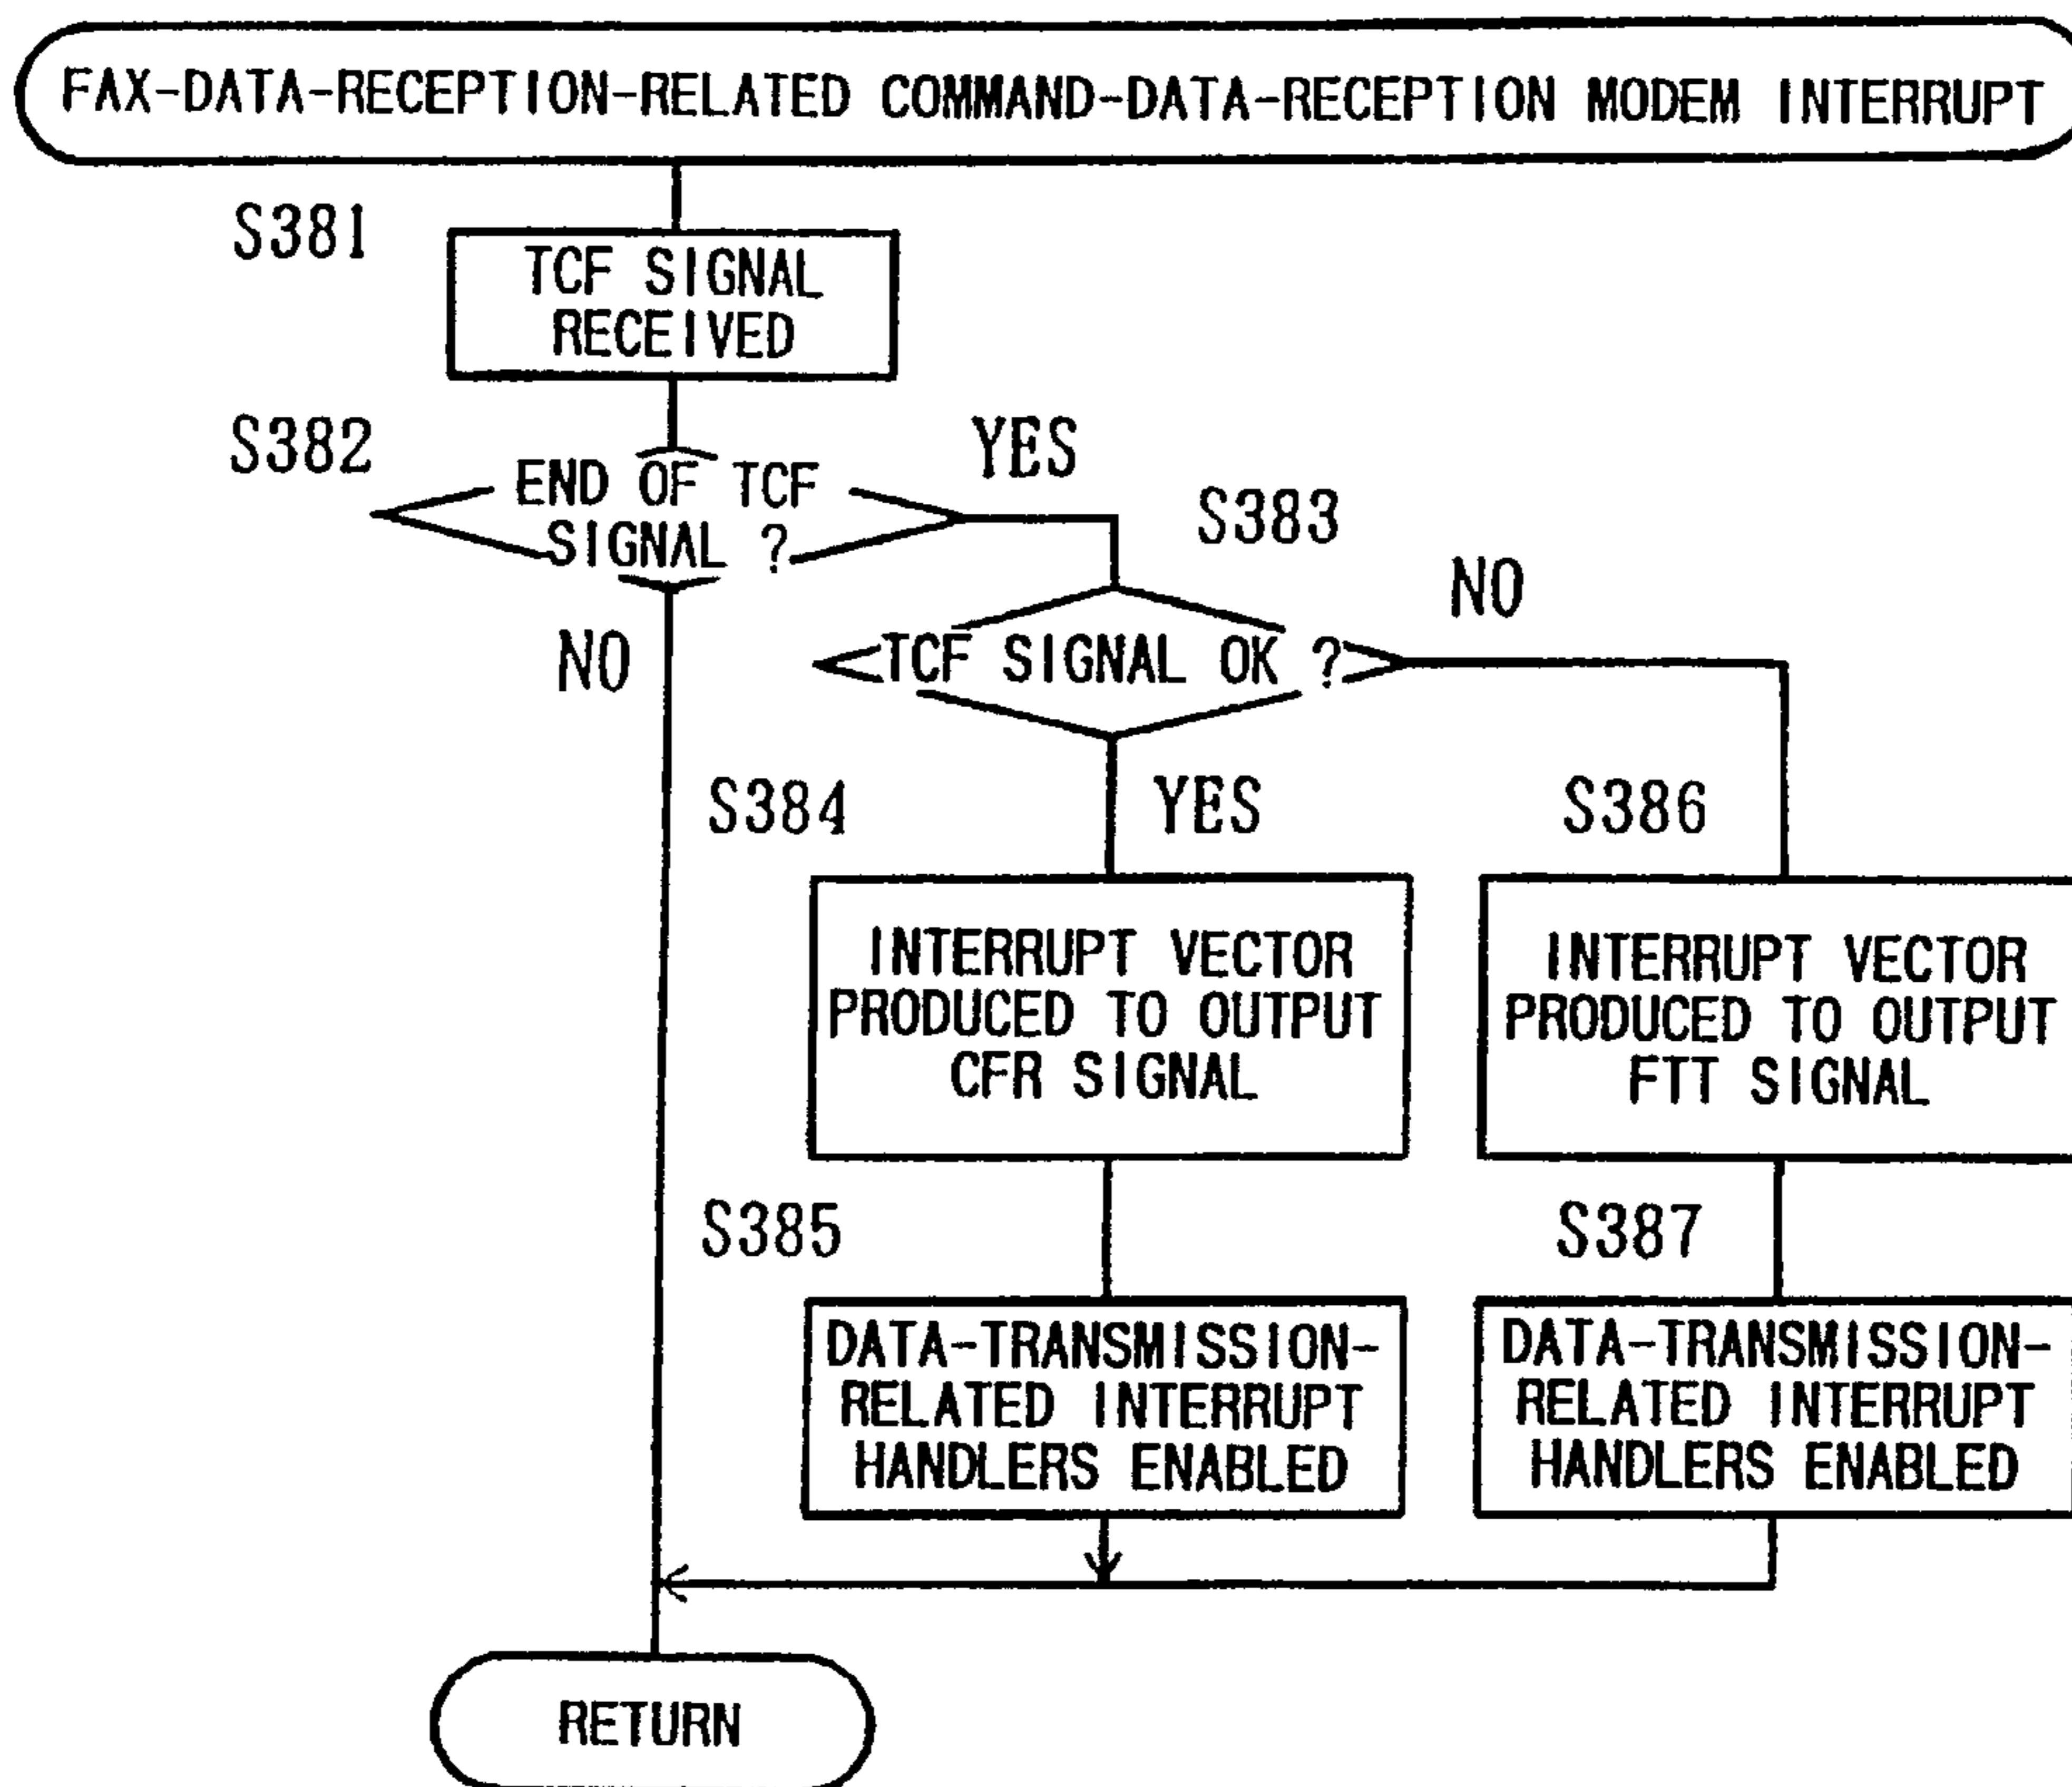 FAX-DATA-RECEPTION-RELATED COMMAND-DATA-RECEPTION MODEM INTERRUPT
S381
TCF SIGNAL
RECEIVED
S382
END OF TCF
SIGNAL ?
YES
NO
S383
TCF SIGNAL OK ?
NO
YES
S384
INTERRUPT VECTOR
PRODUCED TO OUTPUT
CFR SIGNAL
S386
INTERRUPT VECTOR
PRODUCED TO OUTPUT
FTT SIGNAL
S385
DATA-TRANSMISSION-
RELATED INTERRUPT
HANDLERS ENABLED
S387
DATA-TRANSMISSION-
RELATED INTERRUPT
HANDLERS ENABLED
RETURN